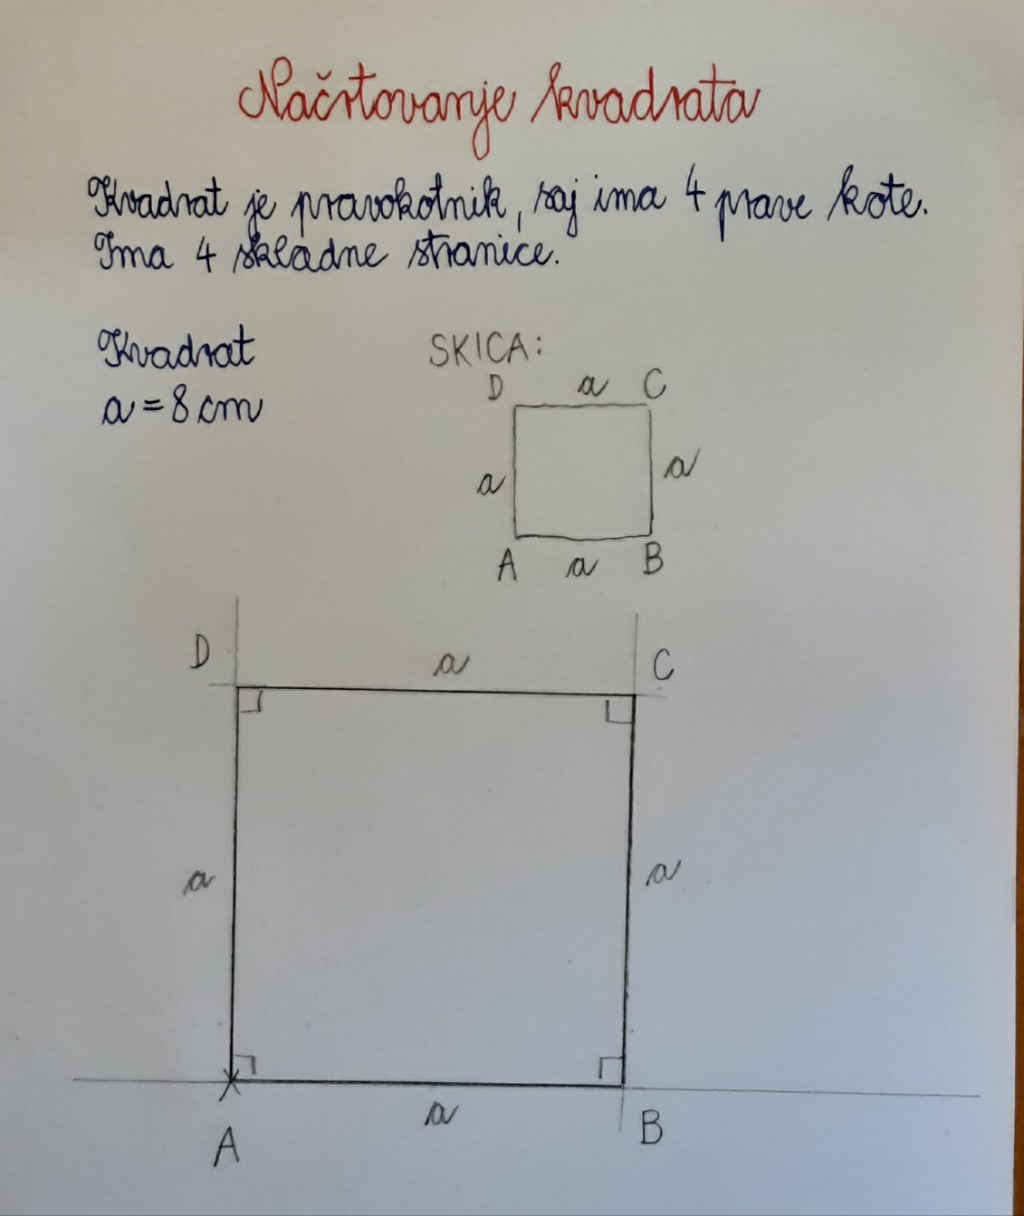 Načrtovanje kvadrata
Kvadrat je pravokotnik, saj ima 4 prave kote.
Ima 4 skladne stranice.
Kvadrat
a = 8 cm
SKICA:
D a C
a a
A a B
D a C
a a
A a B